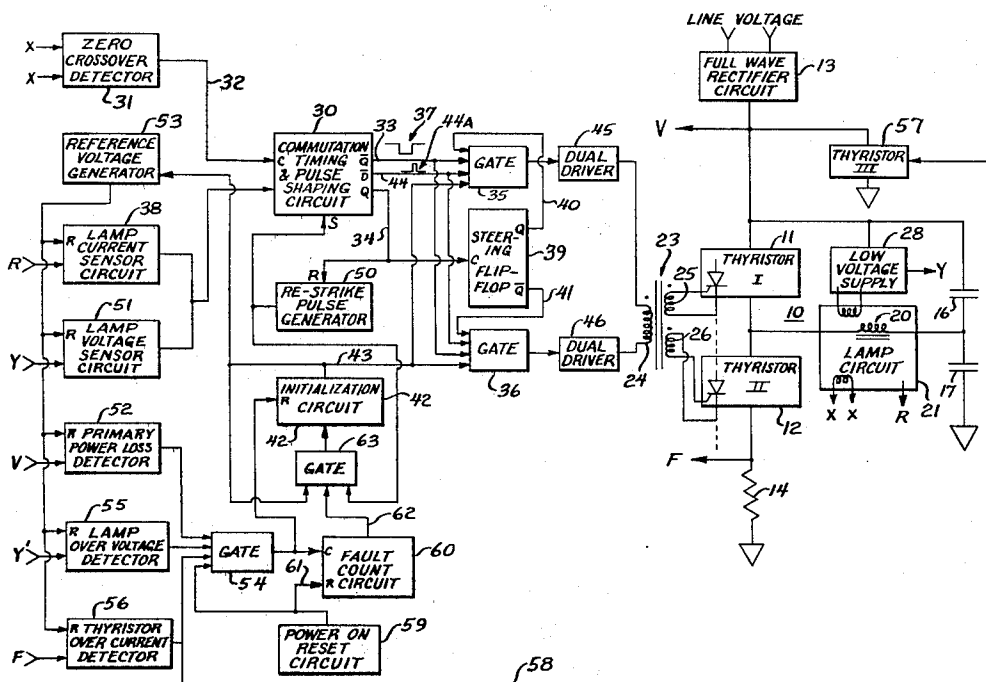 X
X
ZERO
CROSSOVER
DETECTOR
31
32
53
REFERENCE
VOLTAGE
GENERATOR
38
R LAMP
CURRENT
SENSOR
CIRCUIT
R
51
R LAMP
VOLTAGE
SENSOR
CIRCUIT
Y
52
R PRIMARY
POWER LOSS
DETECTOR
V
55
R LAMP
OVER VOLTAGE
DETECTOR
Y'
56
R THYRISTOR
OVER CURRENT
DETECTOR
F
30
COMMUTATION
C TIMING Q̅
& PULSE D̅
SHAPING
CIRCUIT Q
S
33
37
44A
44
34
R 50
RE-STRIKE PULSE
GENERATOR
43
INITIALIZATION
R CIRCUIT
42
42
63
GATE
62
GATE
54
61
C FAULT
COUNT
R CIRCUIT
60
POWER ON
RESET
CIRCUIT
59
58
GATE
35
45
DUAL
DRIVER
40
Q
STEER-
ING
C FLIP-
FLOP
Q̅
39
41
GATE
36
46
DUAL
DRIVER
23
24
25
26
LINE VOLTAGE
FULL WAVE
RECTIFIER
CIRCUIT
13
V
57
THYRISTOR
III
11
THYRISTOR
I
28
LOW
VOLTAGE
SUPPLY
Y
16
10
20
LAMP
CIRCUIT
X X R
21
17
THYRISTOR
II
12
F
14